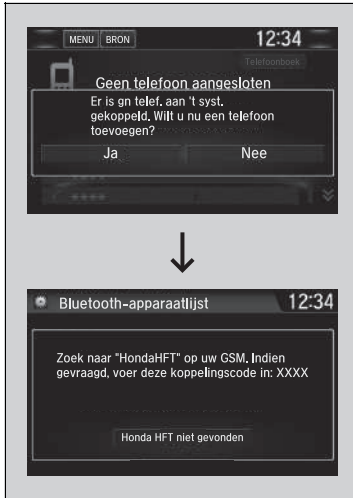 MENU BRON 12:34
Telefoonboek
Geen telefoon aangesloten
Er is gn telef. aan 't syst.
gekoppeld. Wilt u nu een telefoon
toevoegen?
Ja Nee
Bluetooth-apparaatlijst 12:34
Zoek naar "HondaHFT" op uw GSM. Indien
gevraagd, voer deze koppelingscode in: XXXX
Honda HFT niet gevonden